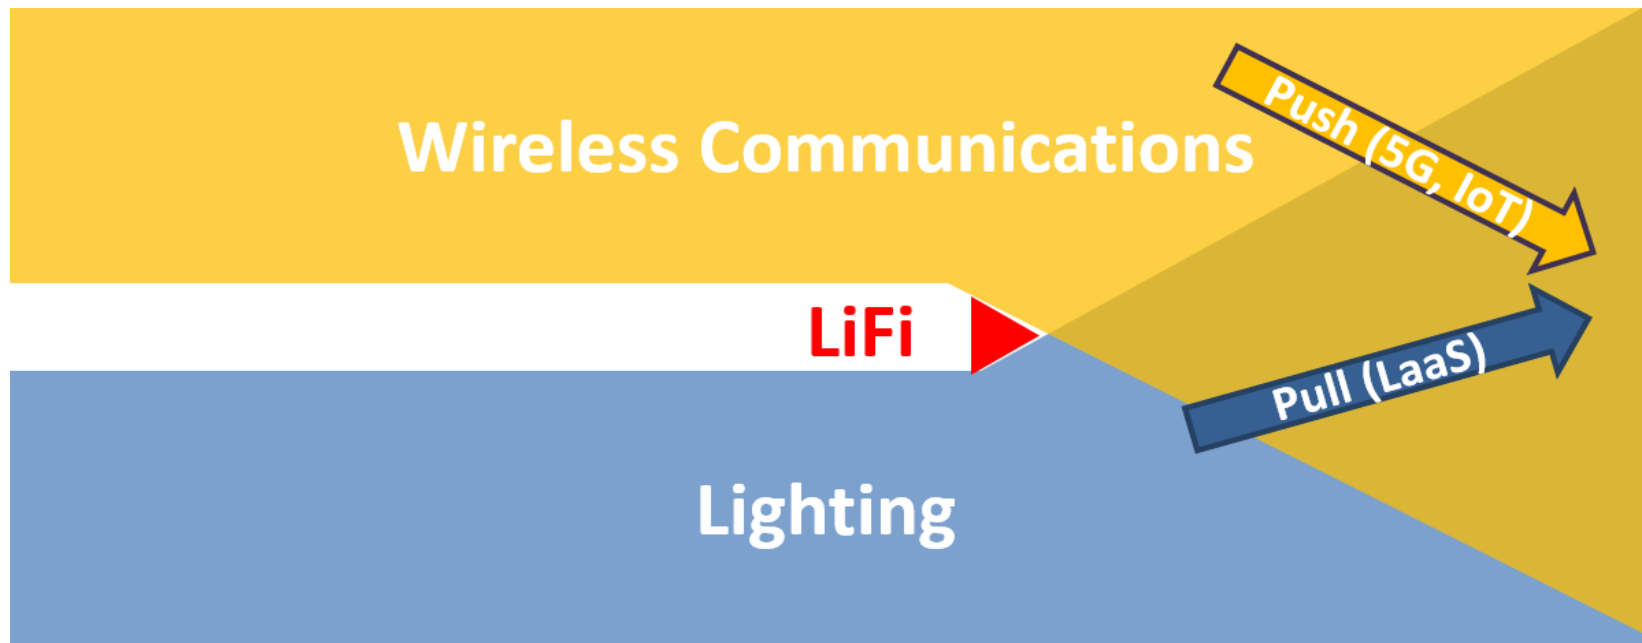 Wireless Communications
Push (5G, IoT)
LiFi
Pull (LaaS)
Lighting